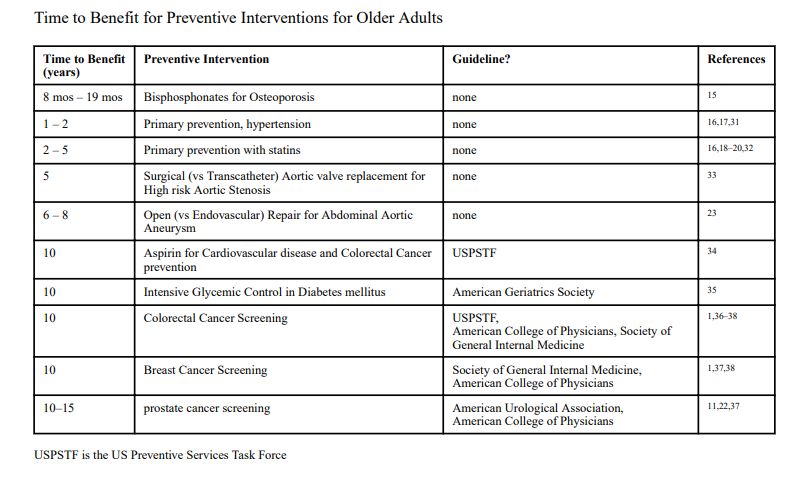 Time to Benefit for Preventive Interventions for Older Adults
Time to Benefit (years) Preventive Intervention Guideline? References
8 mos – 19 mos Bisphosphonates for Osteoporosis none 15
1 – 2 Primary prevention, hypertension none 16,17,31
2 – 5 Primary prevention with statins none 16,18–20,32
5 Surgical (vs Transcatheter) Aortic valve replacement for High risk Aortic Stenosis none 33
6 – 8 Open (vs Endovascular) Repair for Abdominal Aortic Aneurysm none 23
10 Aspirin for Cardiovascular disease and Colorectal Cancer prevention USPSTF 34
10 Intensive Glycemic Control in Diabetes mellitus American Geriatrics Society 35
10 Colorectal Cancer Screening USPSTF, American College of Physicians, Society of General Internal Medicine 1,36–38
10 Breast Cancer Screening Society of General Internal Medicine, American College of Physicians 1,37,38
10–15 prostate cancer screening American Urological Association, American College of Physicians 11,22,37
USPSTF is the US Preventive Services Task Force